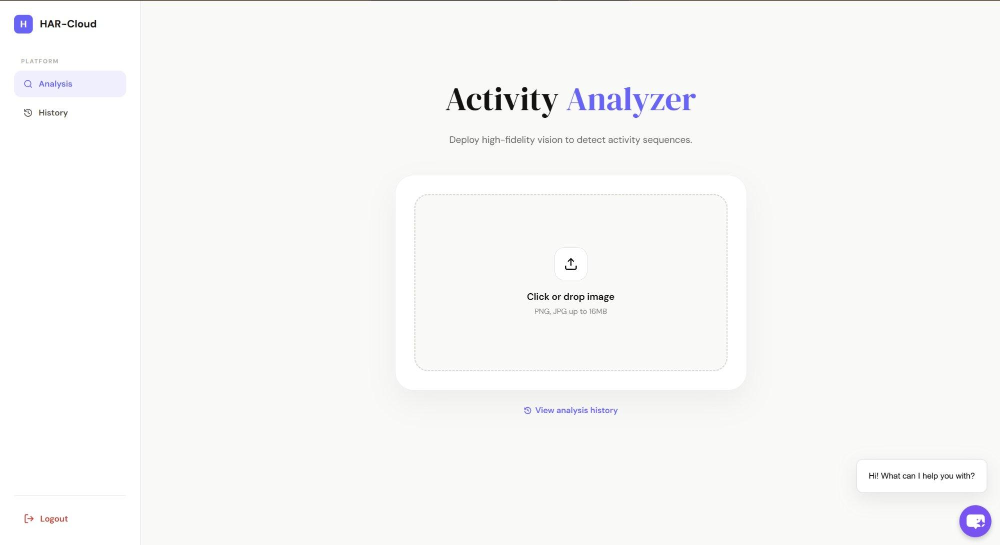 H HAR-Cloud
PLATFORM
Analysis
History
Activity Analyzer
Deploy high-fidelity vision to detect activity sequences.
Click or drop image
PNG, JPG up to 16MB
View analysis history
Hi! What can I help you with?
Logout